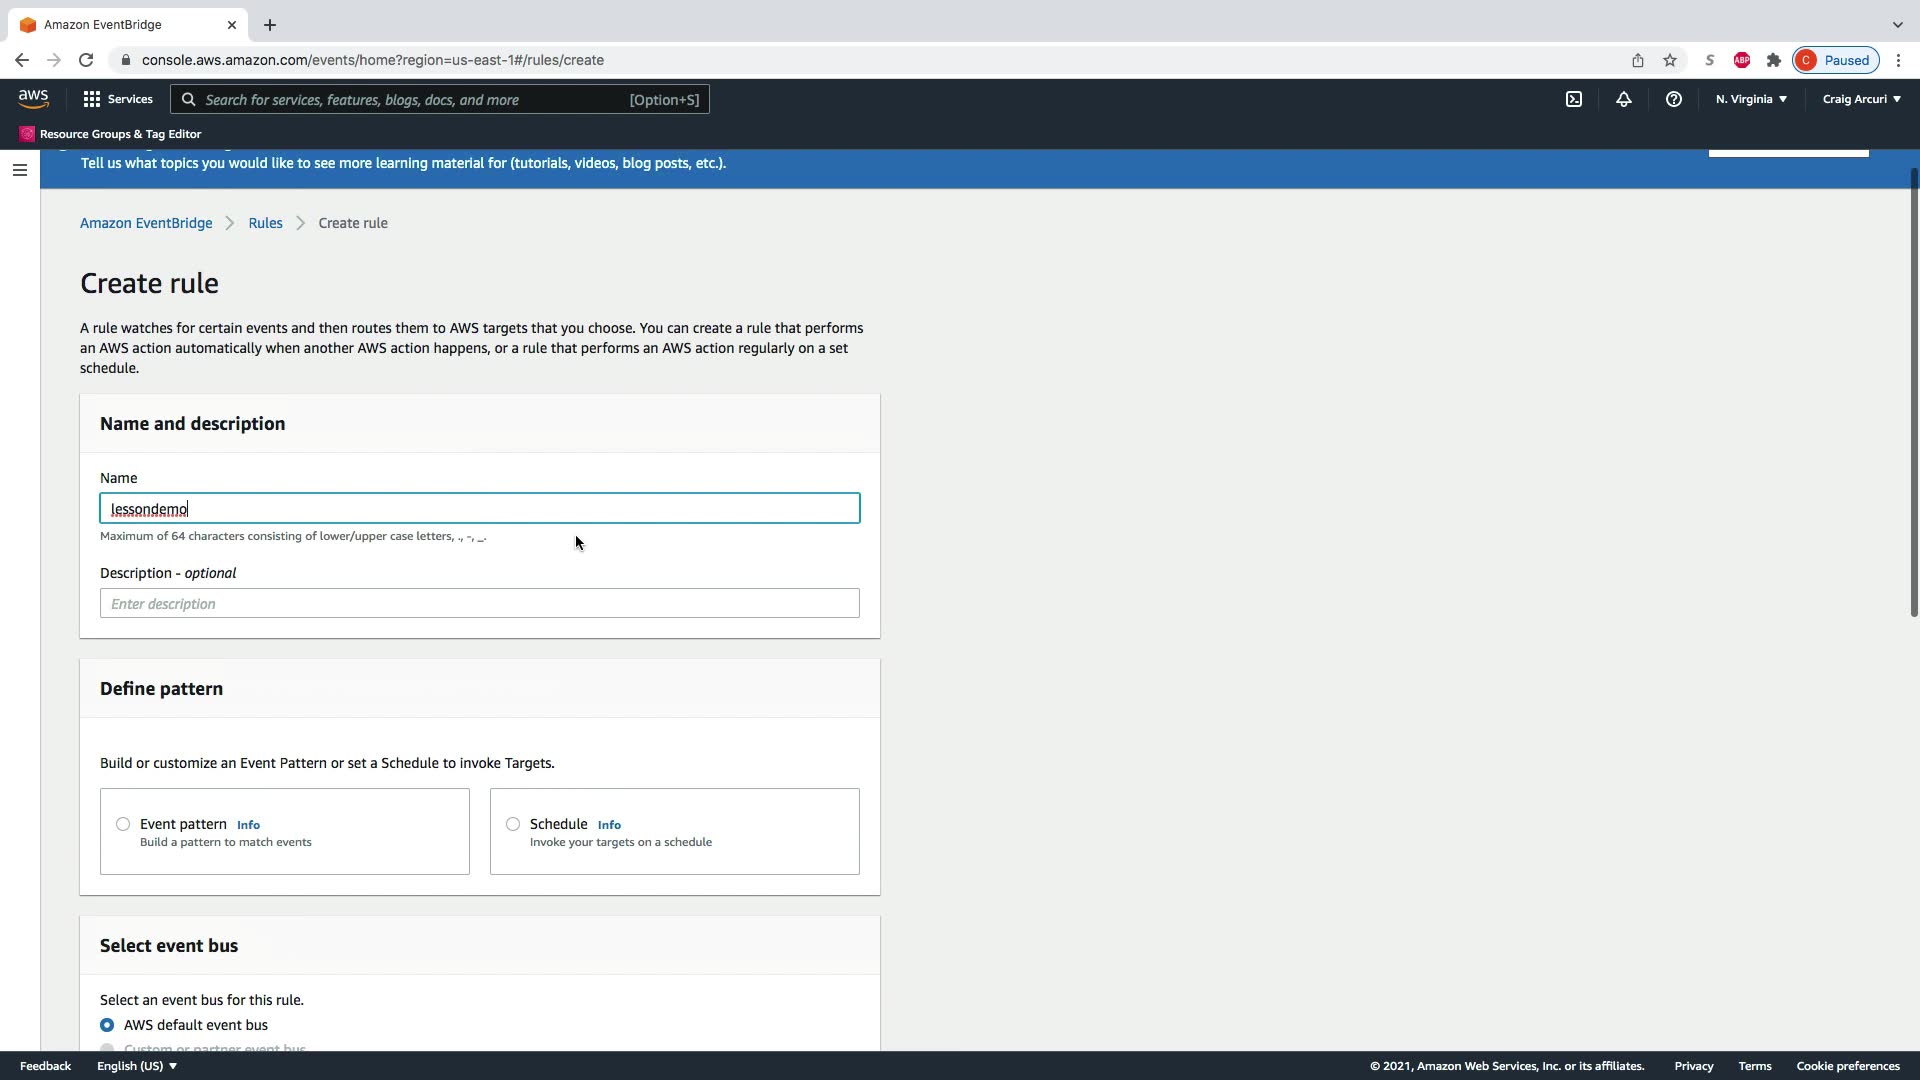 Amazon EventBridge
console.aws.amazon.com/events/home?region=us-east-1#/rules/create
S
ABP
C Paused
aws
Services
Search for services, features, blogs, docs, and more [Option+S]
N. Virginia
Craig Arcuri
Resource Groups & Tag Editor
Tell us what topics you would like to see more learning material for (tutorials, videos, blog posts, etc.).
Amazon EventBridge > Rules > Create rule
Create rule
A rule watches for certain events and then routes them to AWS targets that you choose. You can create a rule that performs
an AWS action automatically when another AWS action happens, or a rule that performs an AWS action regularly on a set
schedule.
Name and description
Name
lessondemo
Maximum of 64 characters consisting of lower/upper case letters, ., -, _.
Description - optional
Enter description
Define pattern
Build or customize an Event Pattern or set a Schedule to invoke Targets.
Event pattern Info
Build a pattern to match events
Schedule Info
Invoke your targets on a schedule
Select event bus
Select an event bus for this rule.
AWS default event bus
Custom or partner event bus
Feedback
English (US)
© 2021, Amazon Web Services, Inc. or its affiliates.
Privacy
Terms
Cookie preferences